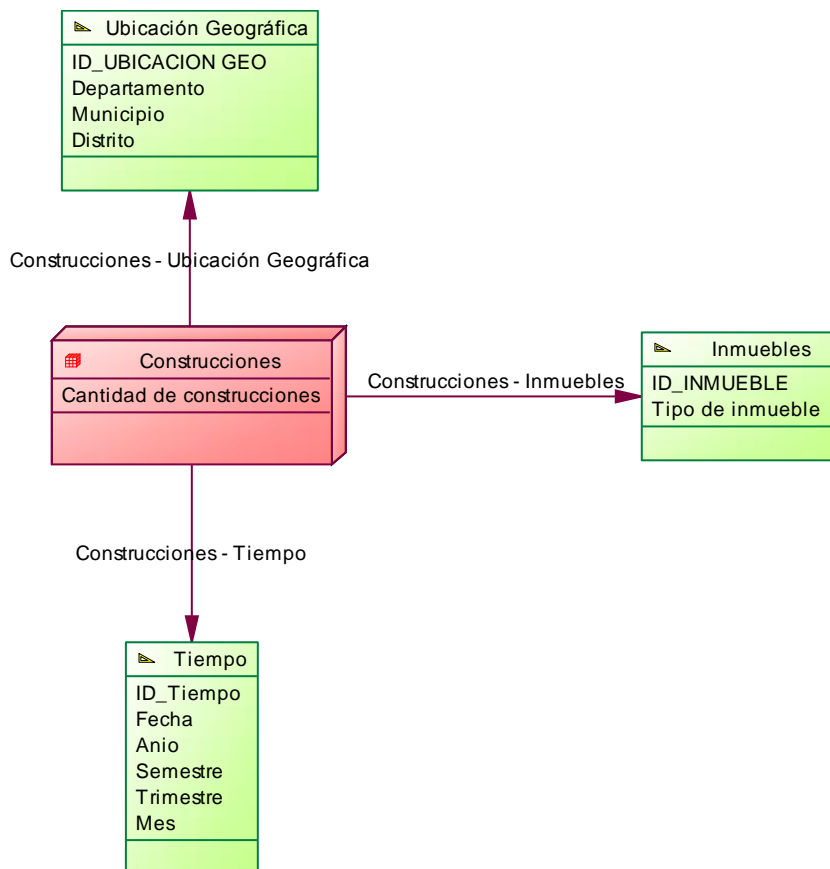 Ubicación Geográfica
ID_UBICACION GEO
Departamento
Municipio
Distrito
Construcciones - Ubicación Geográfica
Construcciones
Cantidad de construcciones
Construcciones - Inmuebles
Inmuebles
ID_INMUEBLE
Tipo de inmueble
Construcciones - Tiempo
Tiempo
ID_Tiempo
Fecha
Anio
Semestre
Trimestre
Mes